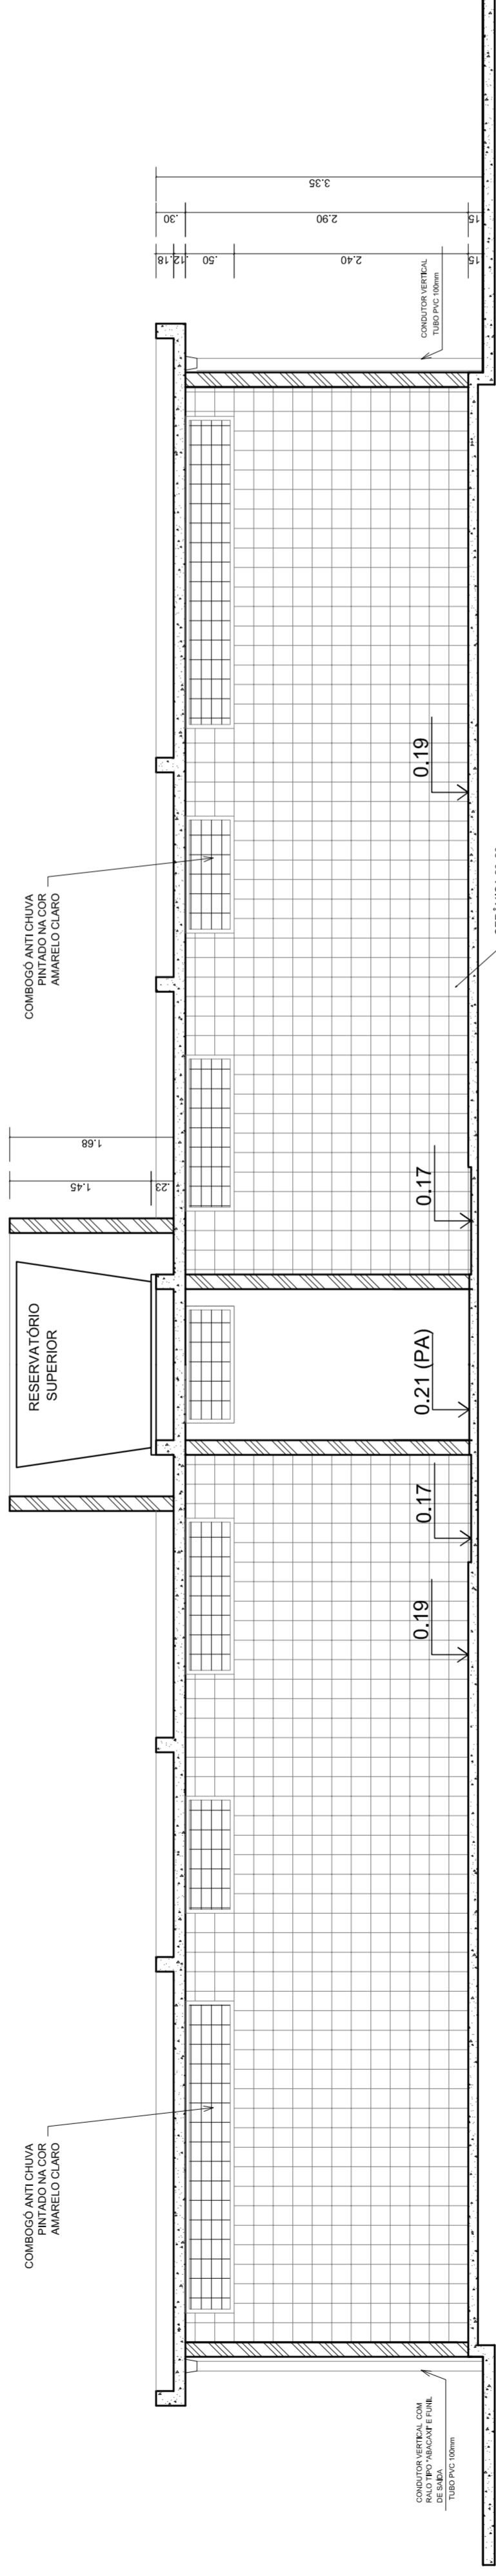 COMBOGÓ ANTI CHUVA
PINTADO NA COR
AMARELO CLARO
CONDUTOR VERTICAL COM
RALO TIPO "ABACAXI" E FUNIL
DE SAÍDA
TUBO PVC 100mm
0.19
0.17
RESERVATÓRIO
SUPERIOR
0.21 (PA)
0.17
1.45
.23
1.68
COMBOGÓ ANTI CHUVA
PINTADO NA COR
AMARELO CLARO
0.19
CONDUTOR VERTICAL
TUBO PVC 100mm
.18
.12
.50
2.40
15
.30
2.90
15
3.35